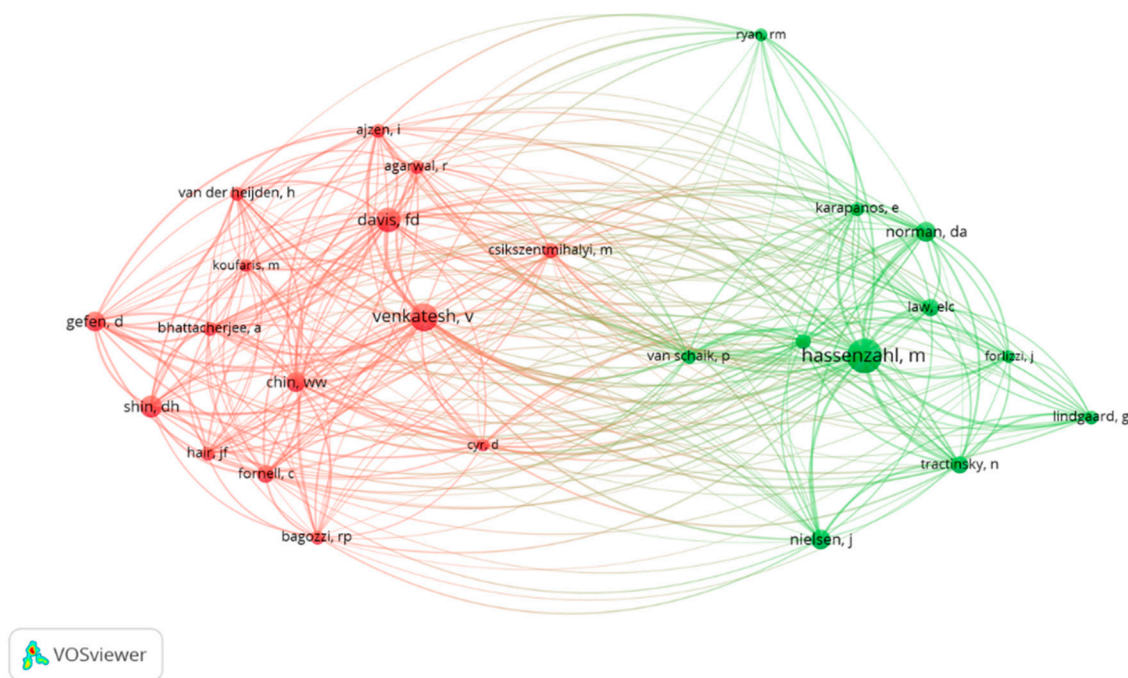 ryan, rm
ajzen, i
agarwal, r
van der heijden, h
karapanos, e
davis, fd
norman, da
csikszentmihalyi, m
koufaris, m
law, elc
venkatesh, v
gefen, d
bhattacherjee, a
van schaik, p
hassenzahl, m
forlizzi, j
chin, ww
shin, dh
lindgaard, g
cyr, d
hair, jf
tractinsky, n
fornell, c
bagozzi, rp
nielsen, j
VOSviewer